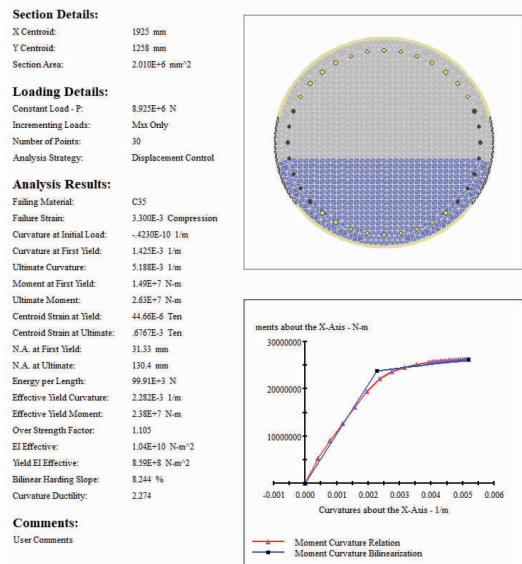 Section Details:
X Centroid: 1925 mm
Y Centroid: 1258 mm
Section Area: 2.010E+6 mm^2
Loading Details:
Constant Load - P: 8.925E+6 N
Incrementing Loads: Mxx Only
Number of Points: 30
Analysis Strategy: Displacement Control
Analysis Results:
Failing Material: C35
Failure Strain: 3.300E-3 Compression
Curvature at Initial Load: -.4230E-10 1/m
Curvature at First Yield: 1.425E-3 1/m
Ultimate Curvature: 5.188E-3 1/m
Moment at First Yield: 1.49E+7 N-m
Ultimate Moment: 2.63E+7 N-m
Centroid Strain at Yield: 44.66E-6 Ten
Centroid Strain at Ultimate: .6767E-3 Ten
N.A. at First Yield: 31.33 mm
N.A. at Ultimate: 130.4 mm
Energy per Length: 99.91E+3 N
Effective Yield Curvature: 2.282E-3 1/m
Effective Yield Moment: 2.38E+7 N-m
Over Strength Factor: 1.105
EI Effective: 1.04E+10 N-m^2
Yield EI Effective: 8.59E+8 N-m^2
Bilinear Harding Slope: 8.244 %
Curvature Ductility: 2.274
Comments:
User Comments
ments about the X-Axis - N-m
30000000
20000000
10000000
-0.001 0.000 0.001 0.002 0.003 0.004 0.005 0.006
Curvatures about the X-Axis - 1/m
Moment Curvature Relation
Moment Curvature Bilinearization